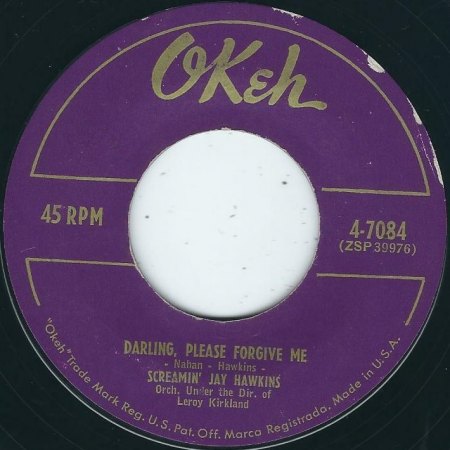 OKeh
45 RPM
4-7084
(ZSP 39976)
DARLING, PLEASE FORGIVE ME
- Nahan - Hawkins -
SCREAMIN' JAY HAWKINS
Orch. Under the Dir. of
Leroy Kirkland
"Okeh" Trade Mark Reg. U.S. Pat. Off. Marca Registrada. Made in U.S.A.